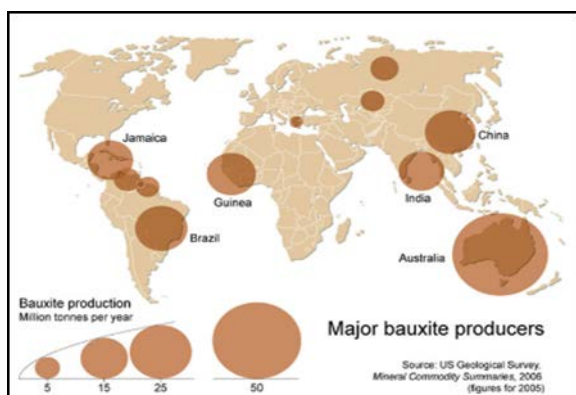 Jamaica
China
Guinea
India
Brazil
Australia
Bauxite production
Million tonnes per year
5 15 25 50
Major bauxite producers
Source: US Geological Survey,
Mineral Commodity Summaries, 2006
(figures for 2005)